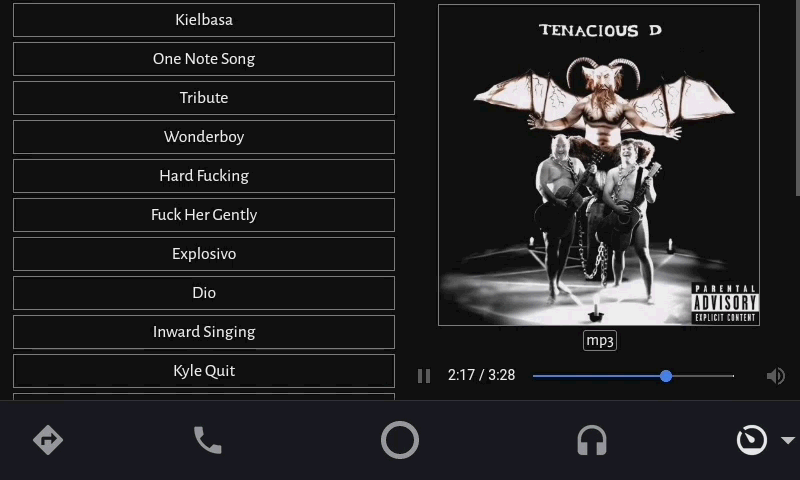 Kielbasa
One Note Song
Tribute
Wonderboy
Hard Fucking
Fuck Her Gently
Explosivo
Dio
Inward Singing
Kyle Quit
TENACIOUS D
PARENTAL
ADVISORY
EXPLICIT CONTENT
mp3
2:17 / 3:28